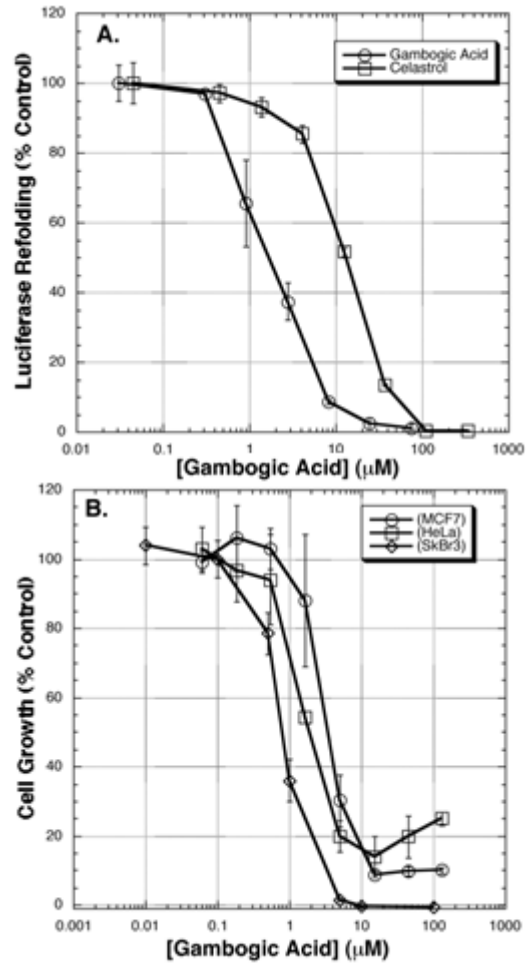 A.
Gambogic Acid
Celastrol
Luciferase Refolding (% Control)
120
100
80
60
40
20
0
0.01 0.1 1 10 100 1000
[Gambogic Acid] (μM)
B.
(MCF7)
(HeLa)
(SkBr3)
Cell Growth (% Control)
120
100
80
60
40
20
0
0.001 0.01 0.1 1 10 100 1000
[Gambogic Acid] (μM)